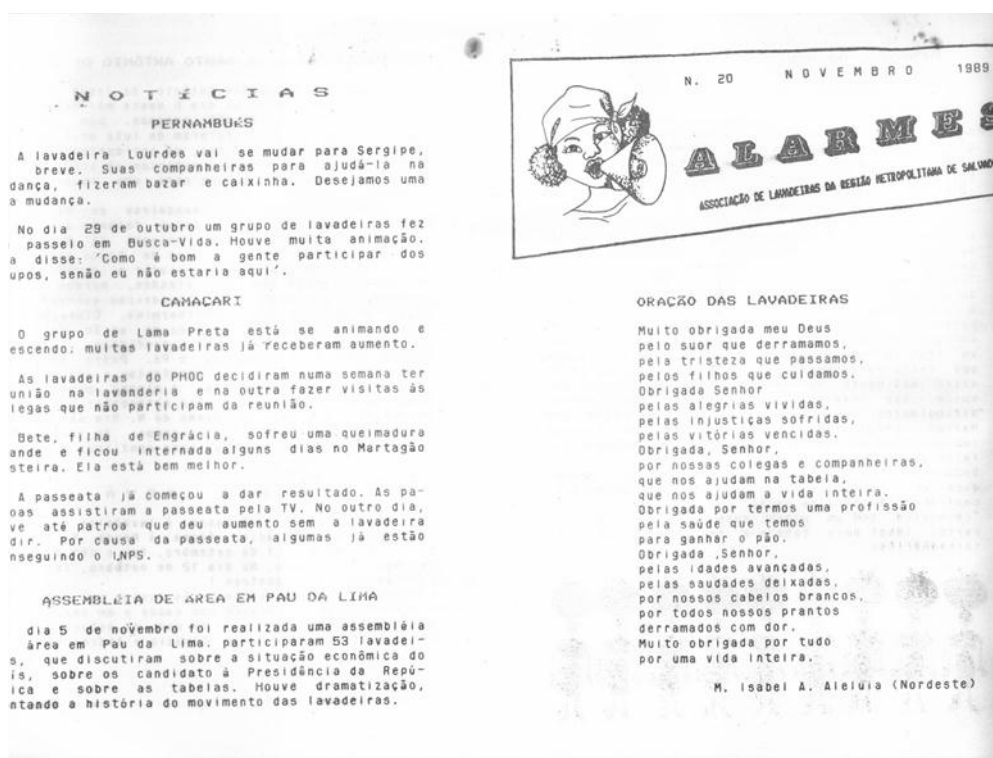 NOTÍCIAS
PERNAMBUÉS
A lavadeira Lourdes vai se mudar para Sergipe,
breve. Suas companheiras para ajudá-la na
dança, fizeram bazar e caixinha. Desejamos uma
a mudança.
No dia 29 de outubro um grupo de lavadeiras fez
passeio em Busca-Vida. Houve muita animação.
a disse: 'Como é bom a gente participar dos
upos, senão eu não estaria aqui'.
CAMAÇARI
O grupo de Lama Preta está se animando e
escendo; muitas lavadeiras já receberam aumento.
As lavadeiras do PHOC decidiram numa semana ter
união na lavanderia e na outra fazer visitas às
legas que não participam da reunião.
Bete, filha de Engrácia, sofreu uma queimadura
ande e ficou internada alguns dias no Martagão
steira. Ela está bem melhor.
A passeata já começou a dar resultado. As pa-
oas assistiram a passeata pela TV. No outro dia,
ve até patroa que deu aumento sem a lavadeira
dir. Por causa da passeata, algumas já estão
nseguindo o INPS.
ASSEMBLÉIA DE ÁREA EM PAU DA LIMA
dia 5 de novembro foi realizada uma assembléia
área em Pau da Lima. participaram 53 lavadei-
s, que discutiram sobre a situação econômica do
ís, sobre os candidato à Presidência da Repú-
ica e sobre as tabelas. Houve dramatização,
ntando a história do movimento das lavadeiras.
N. 20 NOVEMBRO 1989
ALARMES
ASSOCIAÇÃO DE LAVADEIRAS DA REGIÃO METROPOLITANA DE SALVADO
ORAÇÃO DAS LAVADEIRAS
Muito obrigada meu Deus
pelo suor que derramamos,
pela tristeza que passamos,
pelos filhos que cuidamos.
Obrigada Senhor
pelas alegrias vividas,
pelas injustiças sofridas,
pelas vitórias vencidas.
Obrigada, Senhor,
por nossas colegas e companheiras,
que nos ajudam na tabela,
que nos ajudam a vida inteira.
Obrigada por termos uma profissão
pela saúde que temos
para ganhar o pão.
Obrigada ,Senhor,
pelas idades avançadas,
pelas saudades deixadas,
por nossos cabelos brancos,
por todos nossos prantos
derramados com dor.
Muito obrigada por tudo
por uma vida inteira.
M. Isabel A. Aleluia (Nordeste)